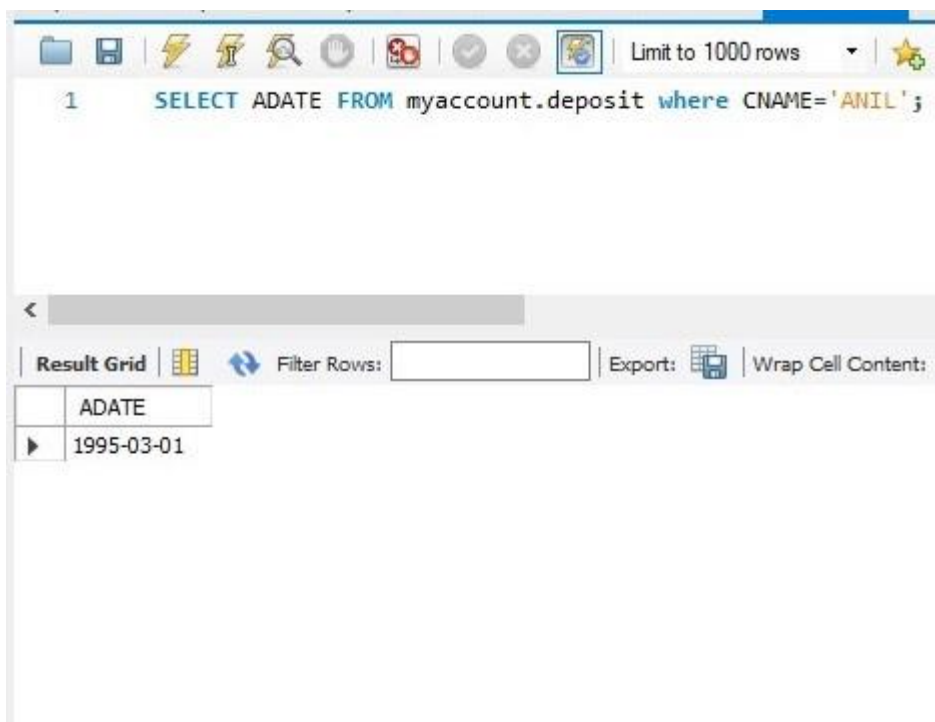 Limit to 1000 rows
1 SELECT ADATE FROM myaccount.deposit where CNAME='ANIL';
Result Grid Filter Rows: Export: Wrap Cell Content:
ADATE
1995-03-01